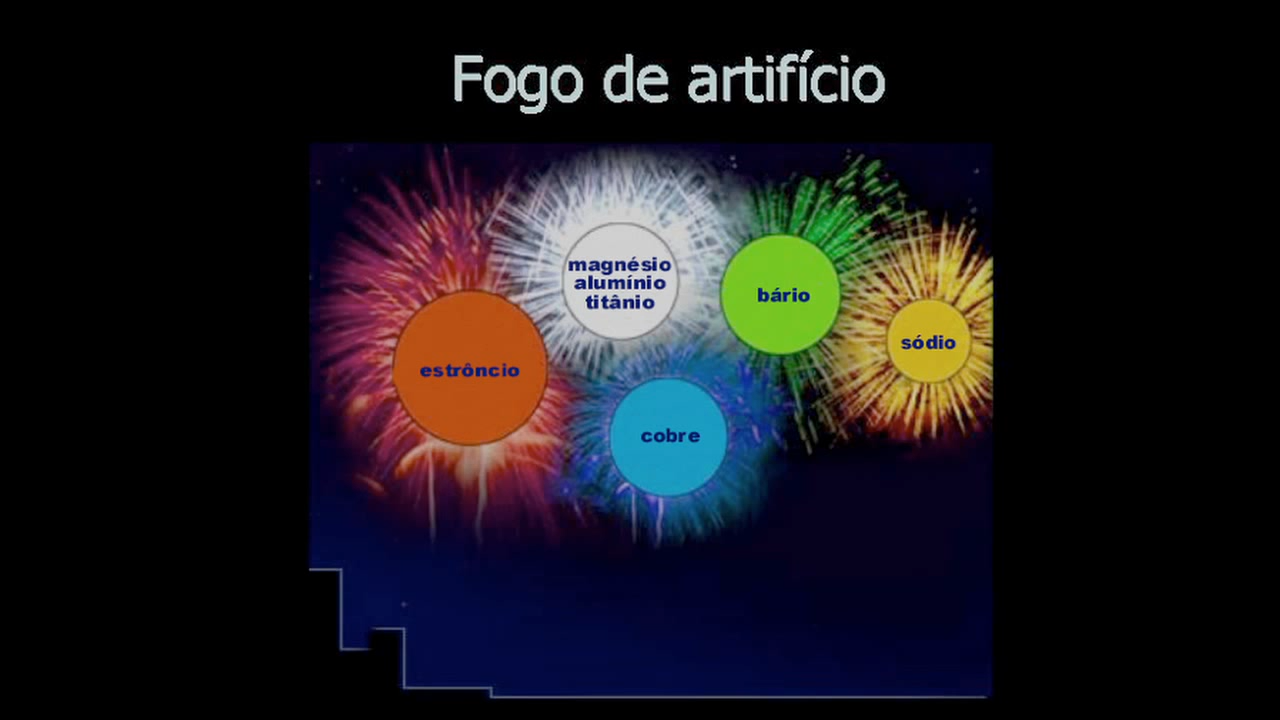 Fogo de artifício
magnésio
alumínio
titânio
bário
sódio
estrôncio
cobre